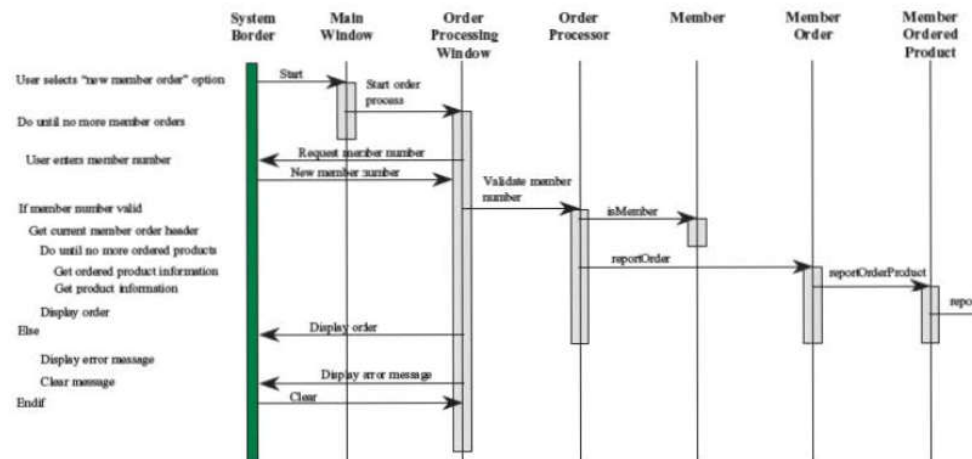 System
Border
Main
Window
Order
Processing
Window
Order
Processor
Member
Member
Order
Member
Ordered
Product
User selects "new member order" option
Start
Start order
process
Do until no more member orders
User enters member number
Request member number
New member number
Validate member
number
If member number valid
isMember
Get current member order header
Do until no more ordered products
Get ordered product information
reportOrder
reportOrderProduct
Get product information
Display order
repo
Else
Display order
Display error message
Clear message
Display error message
Endif
Clear